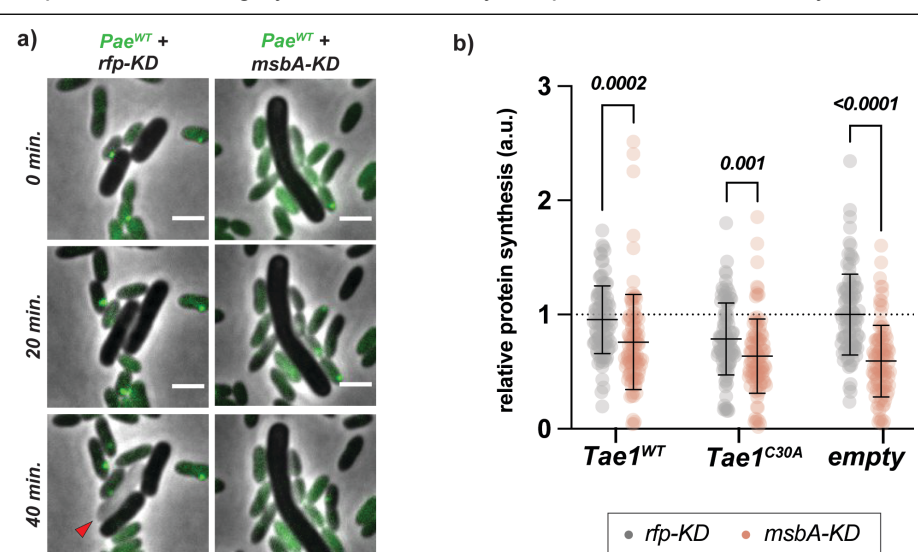 a)
Pae^WT +
rfp-KD
Pae^WT +
msbA-KD
0 min.
20 min.
40 min.
b)
relative protein synthesis (a.u.)
3
2
1
0
0.0002
0.001
<0.0001
Tae1^WT
Tae1^C30A
empty
rfp-KD
msbA-KD